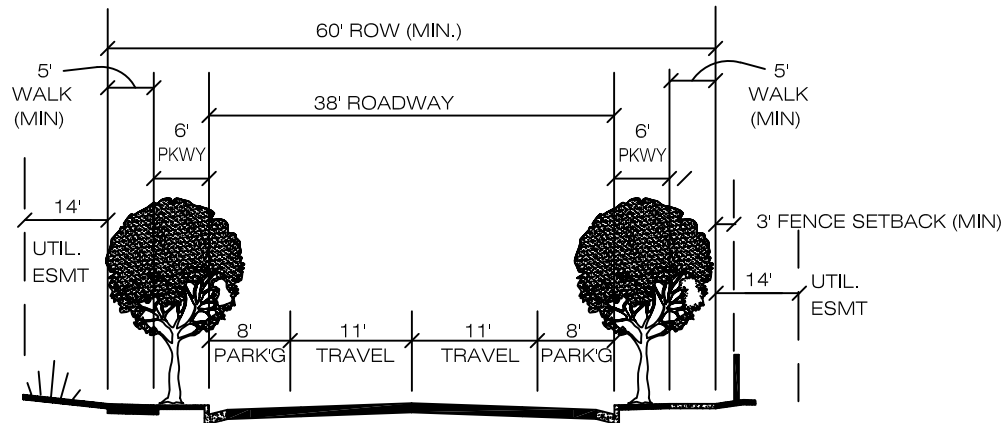 60' ROW (MIN.)
5'
WALK
(MIN)
5'
WALK
(MIN)
38' ROADWAY
6'
PKWY
6'
PKWY
14'
UTIL.
ESMT
3' FENCE SETBACK (MIN)
14'
UTIL.
ESMT
8'
PARK'G
11'
TRAVEL
11'
TRAVEL
8'
PARK'G